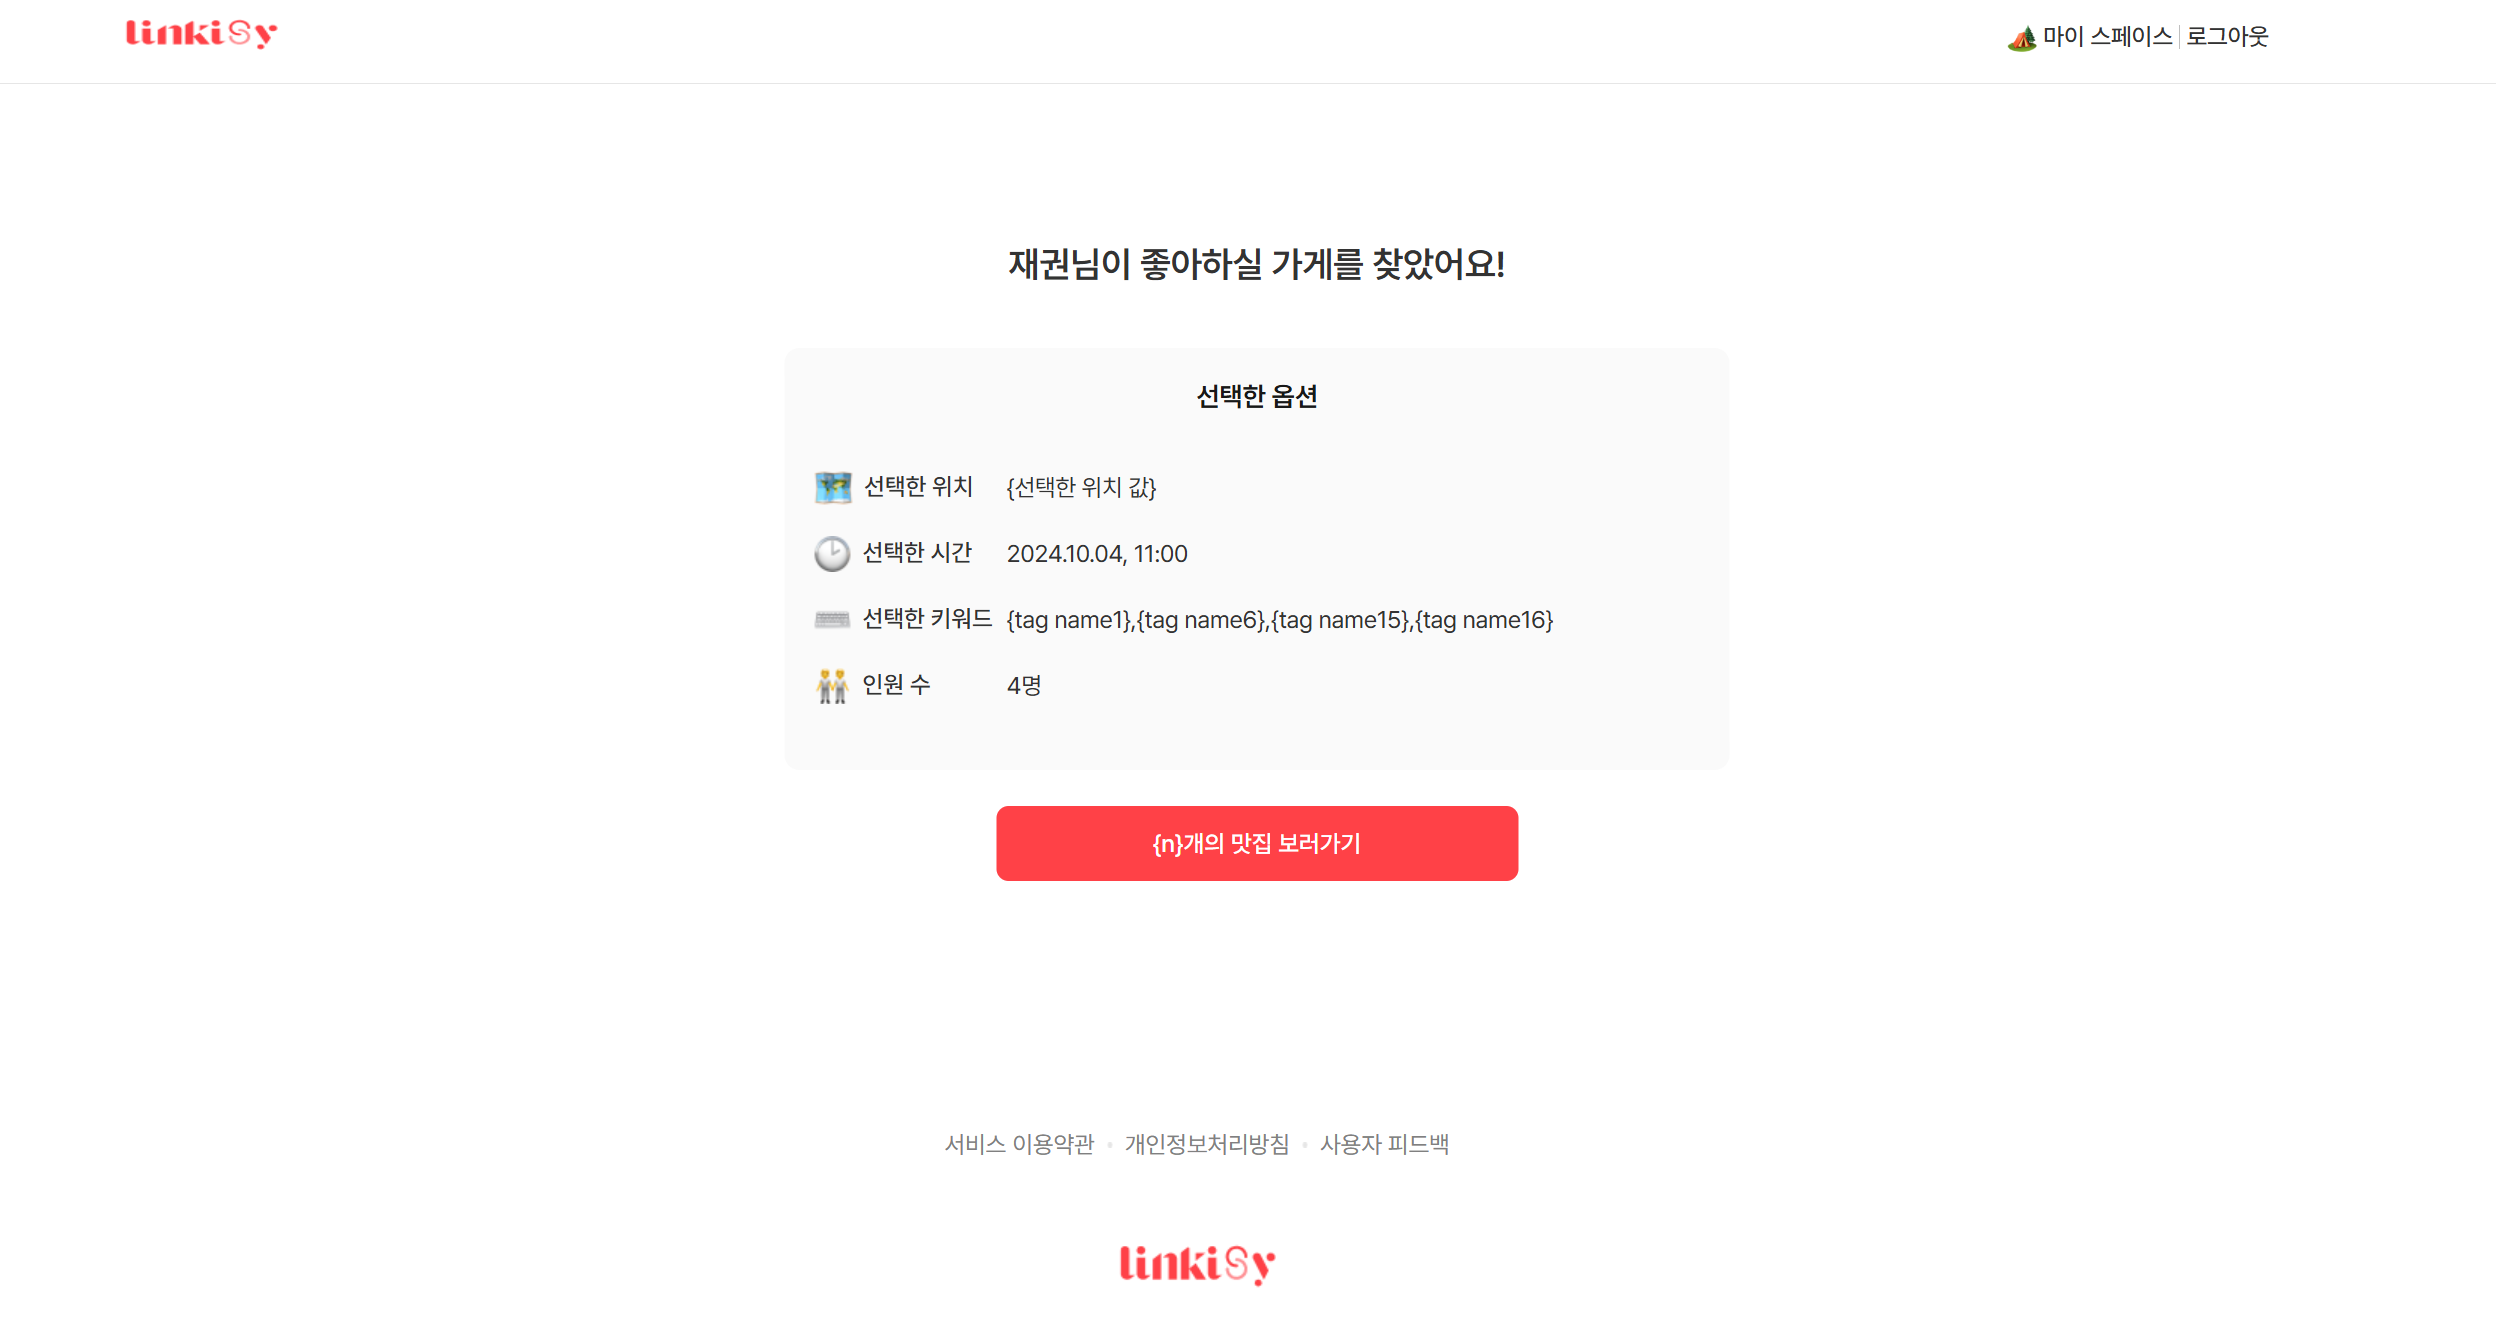 linkisy
마이 스페이스 | 로그아웃
재권님이 좋아하실 가게를 찾았어요!
선택한 옵션
선택한 위치 {선택한 위치 값}
선택한 시간 2024.10.04, 11:00
선택한 키워드 {tag name1},{tag name6},{tag name15},{tag name16}
인원 수 4명
{n}개의 맛집 보러가기
서비스 이용약관 • 개인정보처리방침 • 사용자 피드백
linkisy